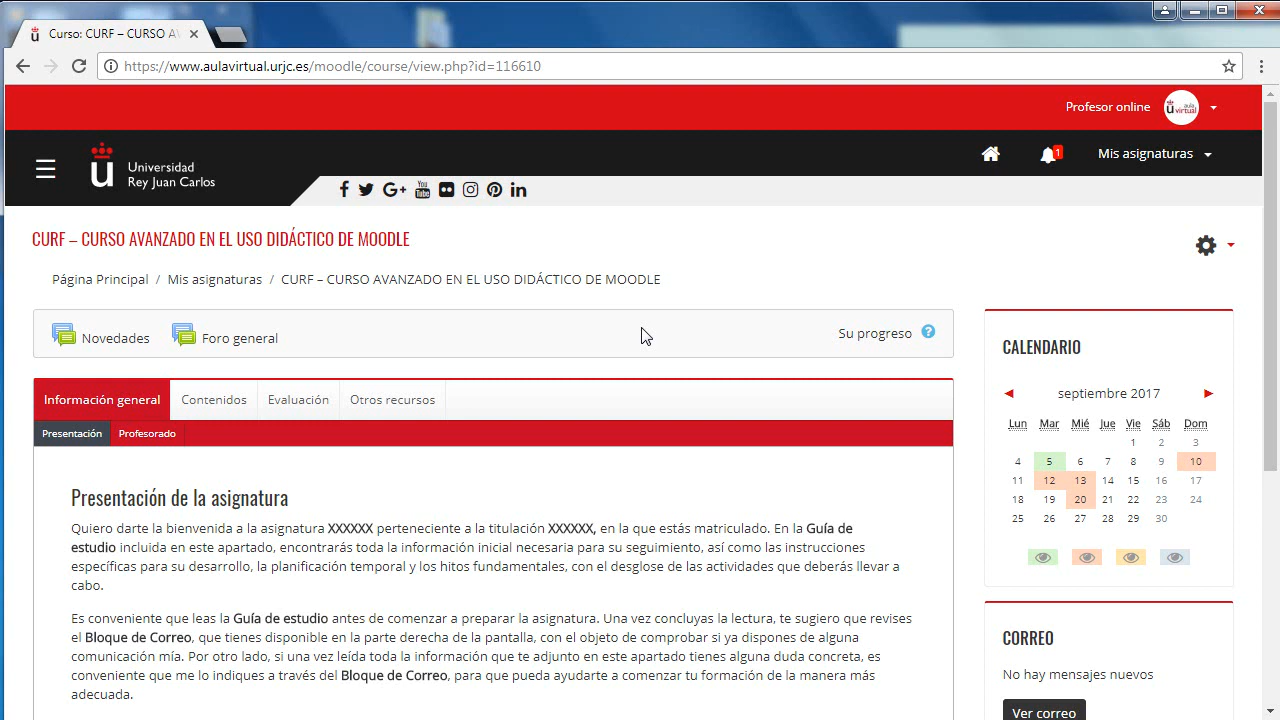 Curso: CURF – CURSO AV
https://www.aulavirtual.urjc.es/moodle/course/view.php?id=116610
Profesor online
ü aula virtual
Universidad
Rey Juan Carlos
1
Mis asignaturas
You Tube
CURF – CURSO AVANZADO EN EL USO DIDÁCTICO DE MOODLE
Página Principal / Mis asignaturas / CURF – CURSO AVANZADO EN EL USO DIDÁCTICO DE MOODLE
Novedades Foro general Su progreso
Información general Contenidos Evaluación Otros recursos
Presentación Profesorado
Presentación de la asignatura
Quiero darte la bienvenida a la asignatura XXXXXX perteneciente a la titulación XXXXXX, en la que estás matriculado. En la Guía de
estudio incluida en este apartado, encontrarás toda la información inicial necesaria para su seguimiento, así como las instrucciones
específicas para su desarrollo, la planificación temporal y los hitos fundamentales, con el desglose de las actividades que deberás llevar a
cabo.
Es conveniente que leas la Guía de estudio antes de comenzar a preparar la asignatura. Una vez concluyas la lectura, te sugiero que revises
el Bloque de Correo, que tienes disponible en la parte derecha de la pantalla, con el objeto de comprobar si ya dispones de alguna
comunicación mía. Por otro lado, si una vez leída toda la información que te adjunto en este apartado tienes alguna duda concreta, es
conveniente que me lo indiques a través del Bloque de Correo, para que pueda ayudarte a comenzar tu formación de la manera más
adecuada.
CALENDARIO
septiembre 2017
Lun Mar Mié Jue Vie Sáb Dom
1 2 3
4 5 6 7 8 9 10
11 12 13 14 15 16 17
18 19 20 21 22 23 24
25 26 27 28 29 30
CORREO
No hay mensajes nuevos
Ver correo